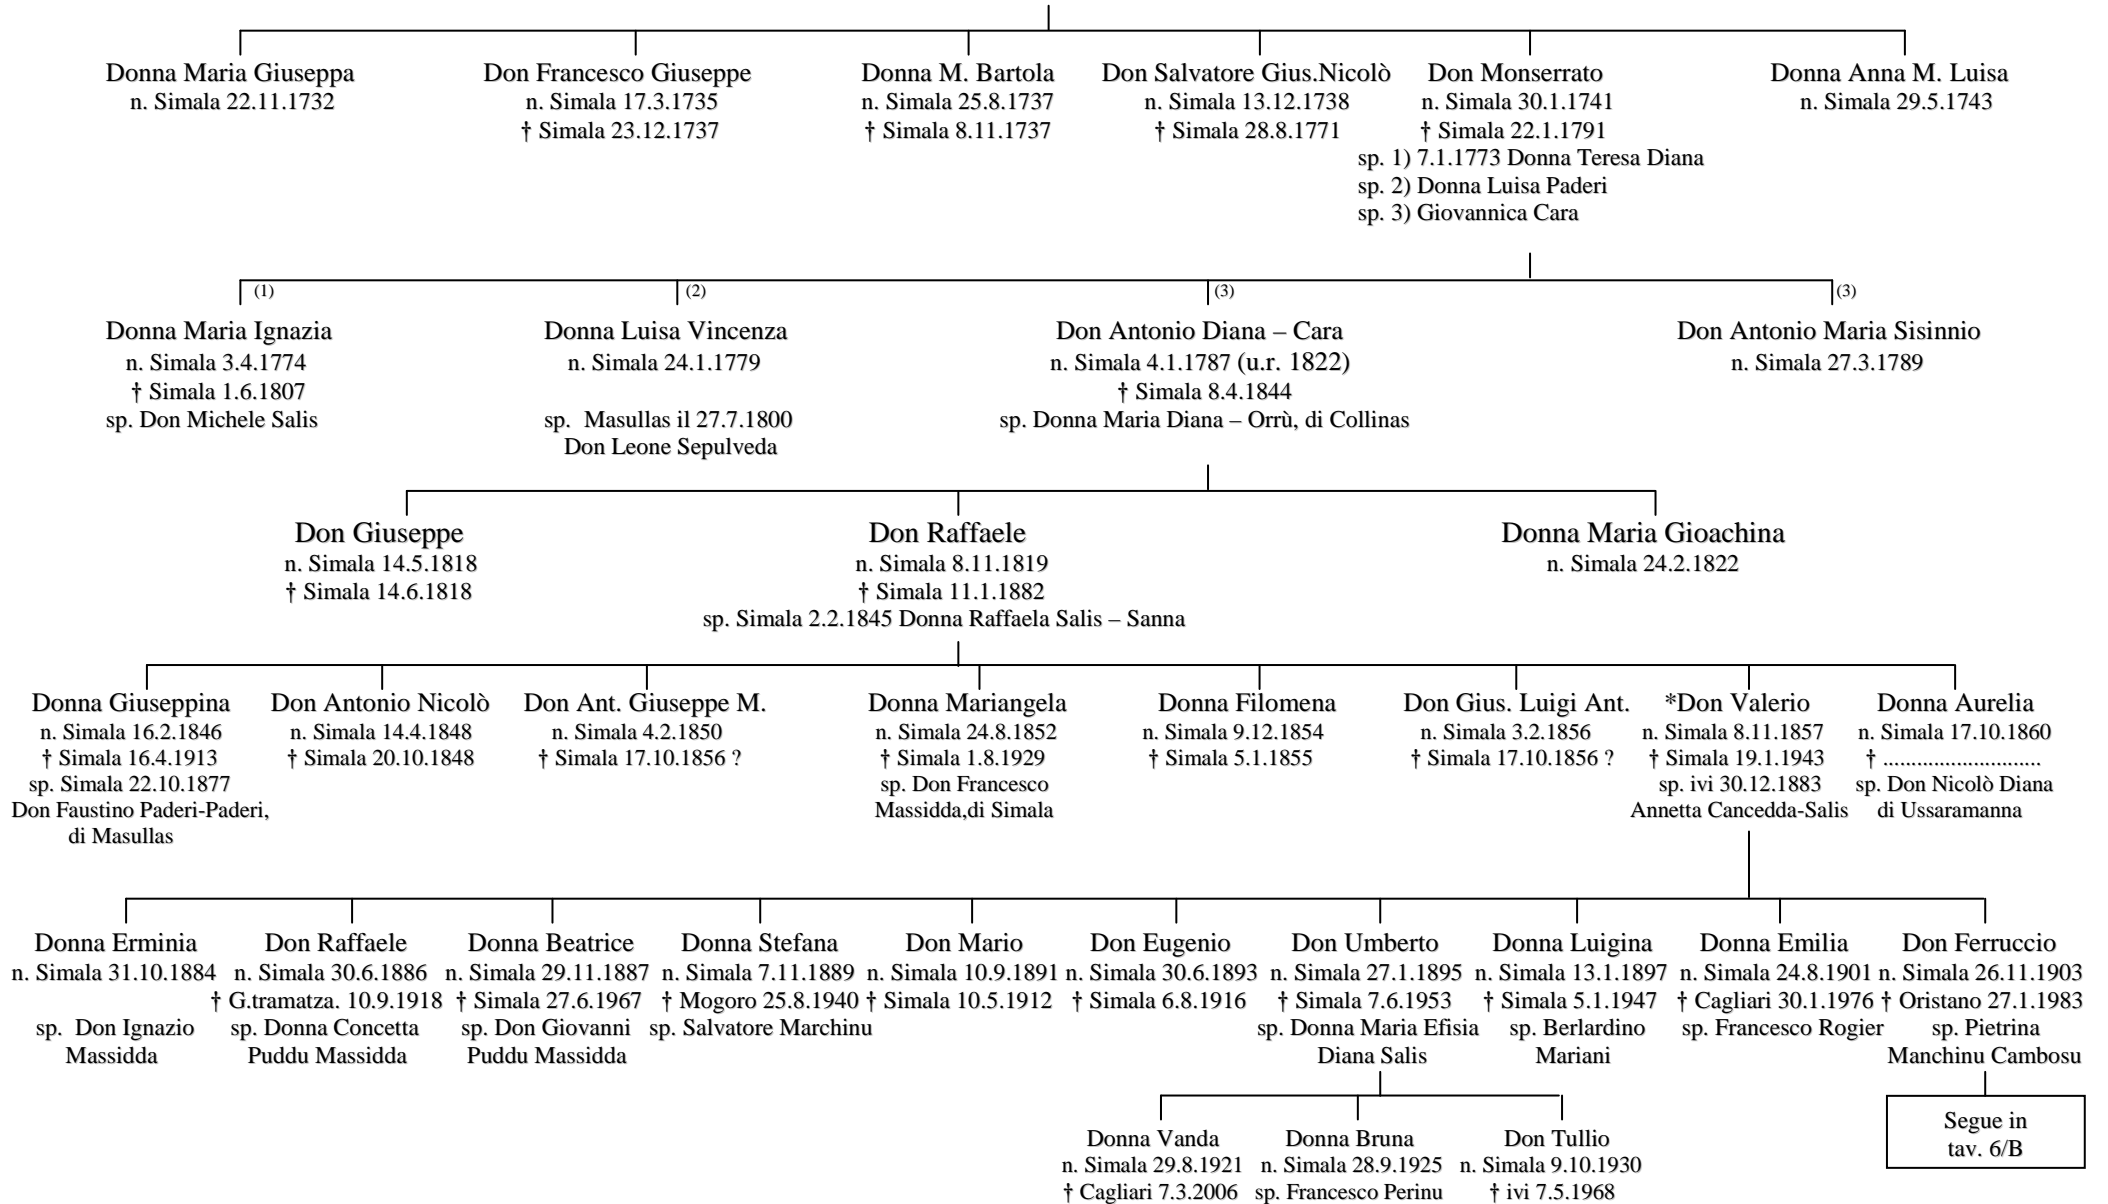 Donna Maria Giuseppa
n. Simala 22.11.1732
Don Francesco Giuseppe
n. Simala 17.3.1735
† Simala 23.12.1737
Donna M. Bartola
n. Simala 25.8.1737
† Simala 8.11.1737
Don Salvatore Gius.Nicolò
n. Simala 13.12.1738
† Simala 28.8.1771
Don Monserrato
n. Simala 30.1.1741
† Simala 22.1.1791
sp. 1) 7.1.1773 Donna Teresa Diana
sp. 2) Donna Luisa Paderi
sp. 3) Giovannica Cara
Donna Anna M. Luisa
n. Simala 29.5.1743
(1)
Donna Maria Ignazia
n. Simala 3.4.1774
† Simala 1.6.1807
sp. Don Michele Salis
(2)
Donna Luisa Vincenza
n. Simala 24.1.1779
sp. Masullas il 27.7.1800
Don Leone Sepulveda
(3)
Don Antonio Diana – Cara
n. Simala 4.1.1787 (u.r. 1822)
† Simala 8.4.1844
sp. Donna Maria Diana – Orrù, di Collinas
(3)
Don Antonio Maria Sisinnio
n. Simala 27.3.1789
Don Giuseppe
n. Simala 14.5.1818
† Simala 14.6.1818
Don Raffaele
n. Simala 8.11.1819
† Simala 11.1.1882
sp. Simala 2.2.1845 Donna Raffaela Salis – Sanna
Donna Maria Gioachina
n. Simala 24.2.1822
Donna Giuseppina
n. Simala 16.2.1846
† Simala 16.4.1913
sp. Simala 22.10.1877
Don Faustino Paderi-Paderi,
di Masullas
Don Antonio Nicolò
n. Simala 14.4.1848
† Simala 20.10.1848
Don Ant. Giuseppe M.
n. Simala 4.2.1850
† Simala 17.10.1856 ?
Donna Mariangela
n. Simala 24.8.1852
† Simala 1.8.1929
sp. Don Francesco
Massidda,di Simala
Donna Filomena
n. Simala 9.12.1854
† Simala 5.1.1855
Don Gius. Luigi Ant.
n. Simala 3.2.1856
† Simala 17.10.1856 ?
*Don Valerio
n. Simala 8.11.1857
† Simala 19.1.1943
sp. ivi 30.12.1883
Annetta Cancedda-Salis
Donna Aurelia
n. Simala 17.10.1860
† ............................
sp. Don Nicolò Diana
di Ussaramanna
Donna Erminia
n. Simala 31.10.1884
sp. Don Ignazio
Massidda
Don Raffaele
n. Simala 30.6.1886
† G.tramatza. 10.9.1918
sp. Donna Concetta
Puddu Massidda
Donna Beatrice
n. Simala 29.11.1887
† Simala 27.6.1967
sp. Don Giovanni
Puddu Massidda
Donna Stefana
n. Simala 7.11.1889
† Mogoro 25.8.1940
sp. Salvatore Marchinu
Don Mario
n. Simala 10.9.1891
† Simala 10.5.1912
Don Eugenio
n. Simala 30.6.1893
† Simala 6.8.1916
Don Umberto
n. Simala 27.1.1895
† Simala 7.6.1953
sp. Donna Maria Efisia
Diana Salis
Donna Luigina
n. Simala 13.1.1897
† Simala 5.1.1947
sp. Berlardino
Mariani
Donna Emilia
n. Simala 24.8.1901
† Cagliari 30.1.1976
sp. Francesco Rogier
Don Ferruccio
n. Simala 26.11.1903
† Oristano 27.1.1983
sp. Pietrina
Manchinu Cambosu
Donna Vanda
n. Simala 29.8.1921
† Cagliari 7.3.2006
Donna Bruna
n. Simala 28.9.1925
sp. Francesco Perinu
Don Tullio
n. Simala 9.10.1930
† ivi 7.5.1968
Segue in
tav. 6/B